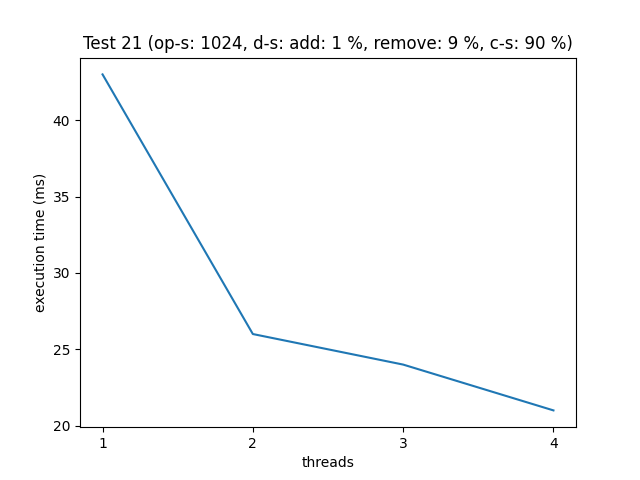 Test 21 (op-s: 1024, d-s: add: 1 %, remove: 9 %, c-s: 90 %)
execution time (ms)
40
35
30
25
20
1 2 3 4
threads